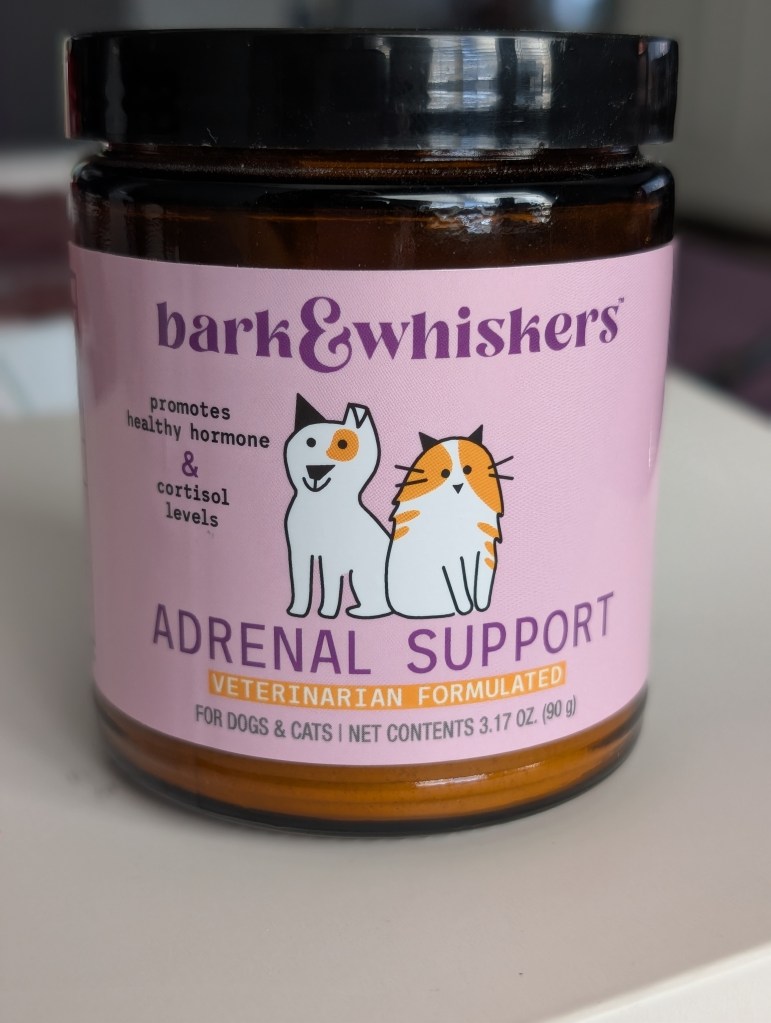 bark&whiskers™
promotes
healthy hormone
&
cortisol
levels
ADRENAL SUPPORT
VETERINARIAN FORMULATED
FOR DOGS & CATS | NET CONTENTS 3.17 OZ. (90 g)